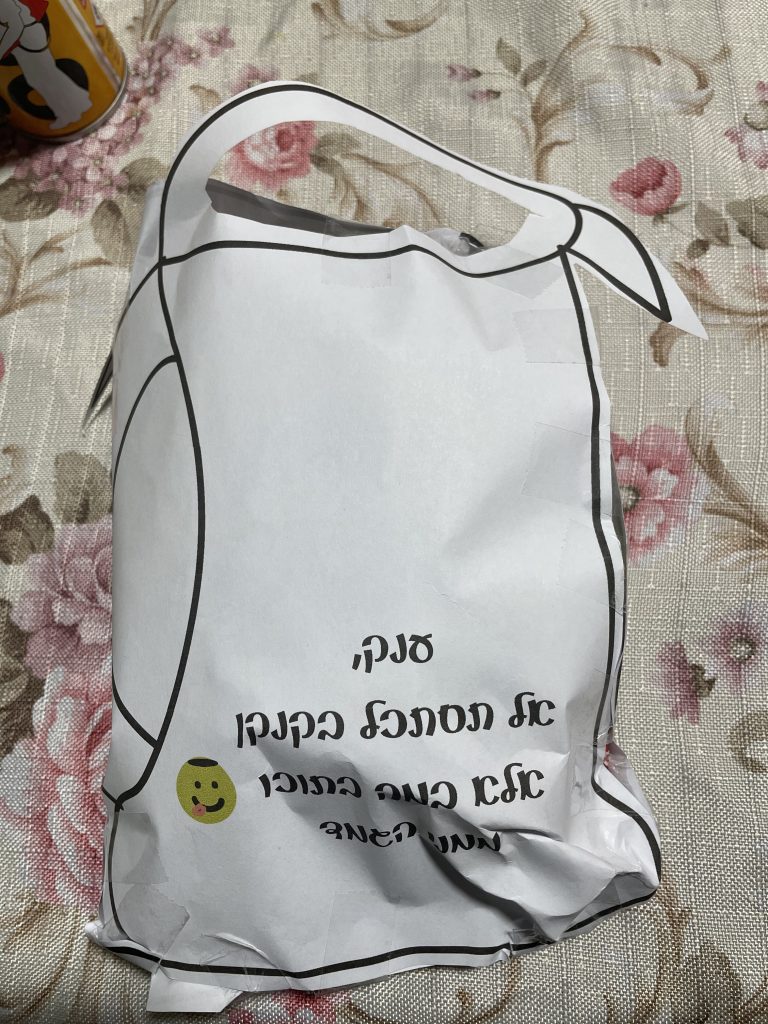 ענק,
אל תסתכל בקנקן
אלא במה בתוכו
ממני הגמד